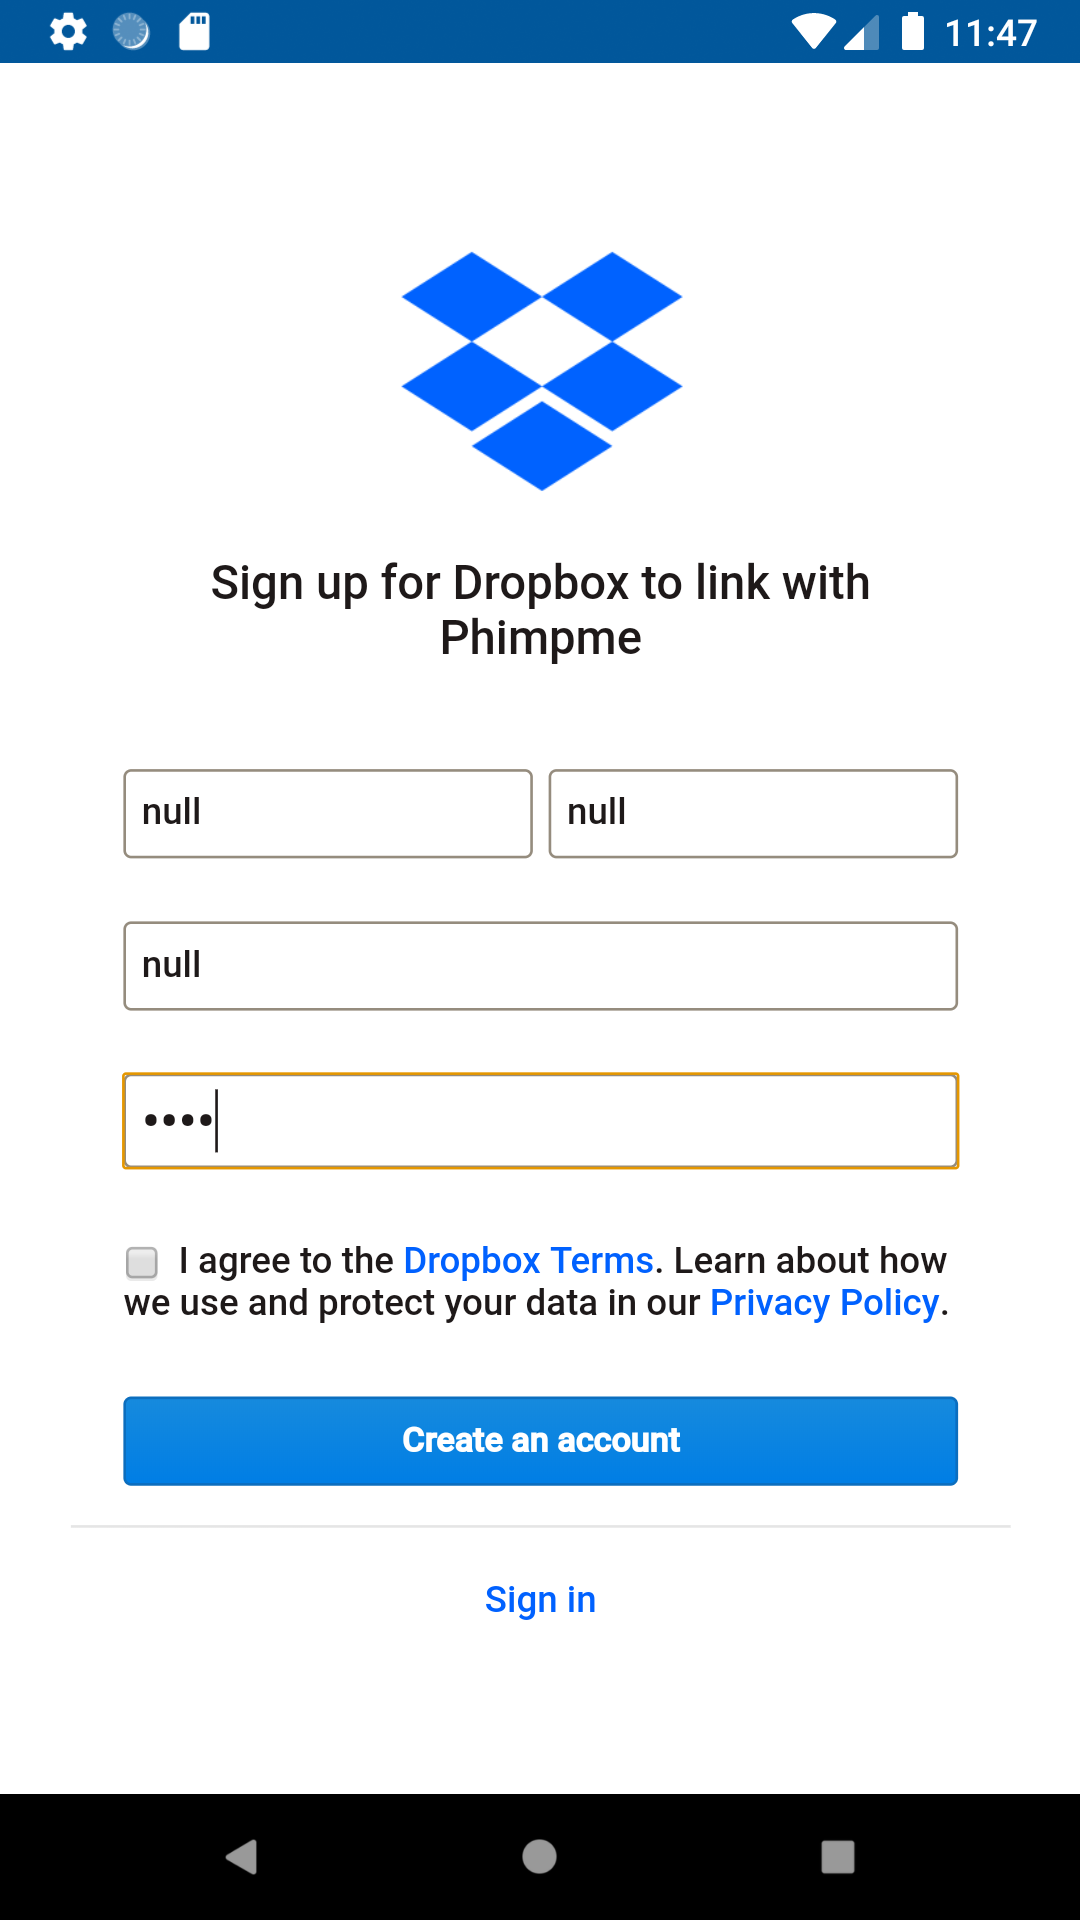 11:47
Sign up for Dropbox to link with
Phimpme
null null
null
••••
I agree to the Dropbox Terms. Learn about how
we use and protect your data in our Privacy Policy.
Create an account
Sign in